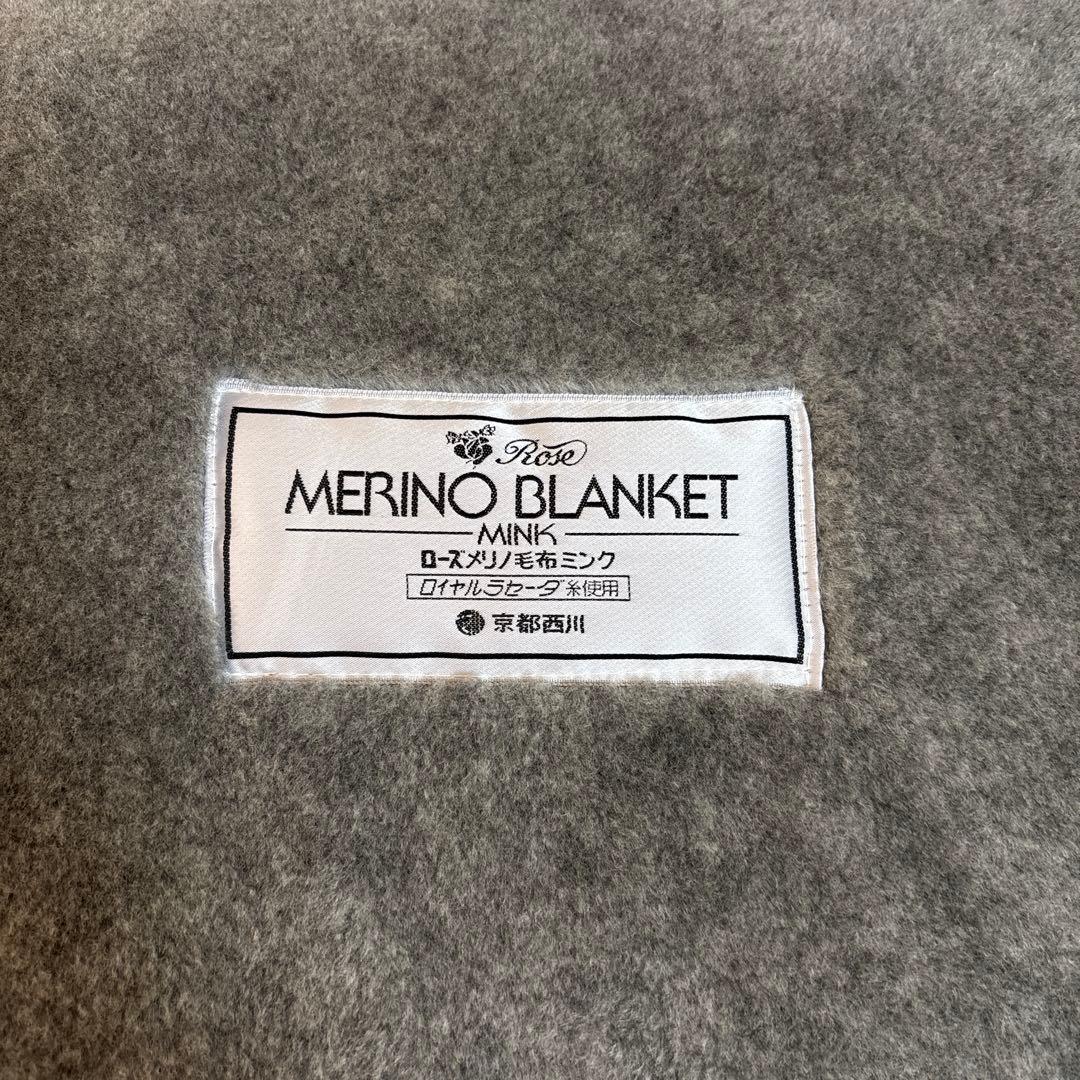 Rose
MERINO BLANKET
MINK
ローズメリノ毛布ミンク
ロイヤルラセーダ糸使用
京都西川